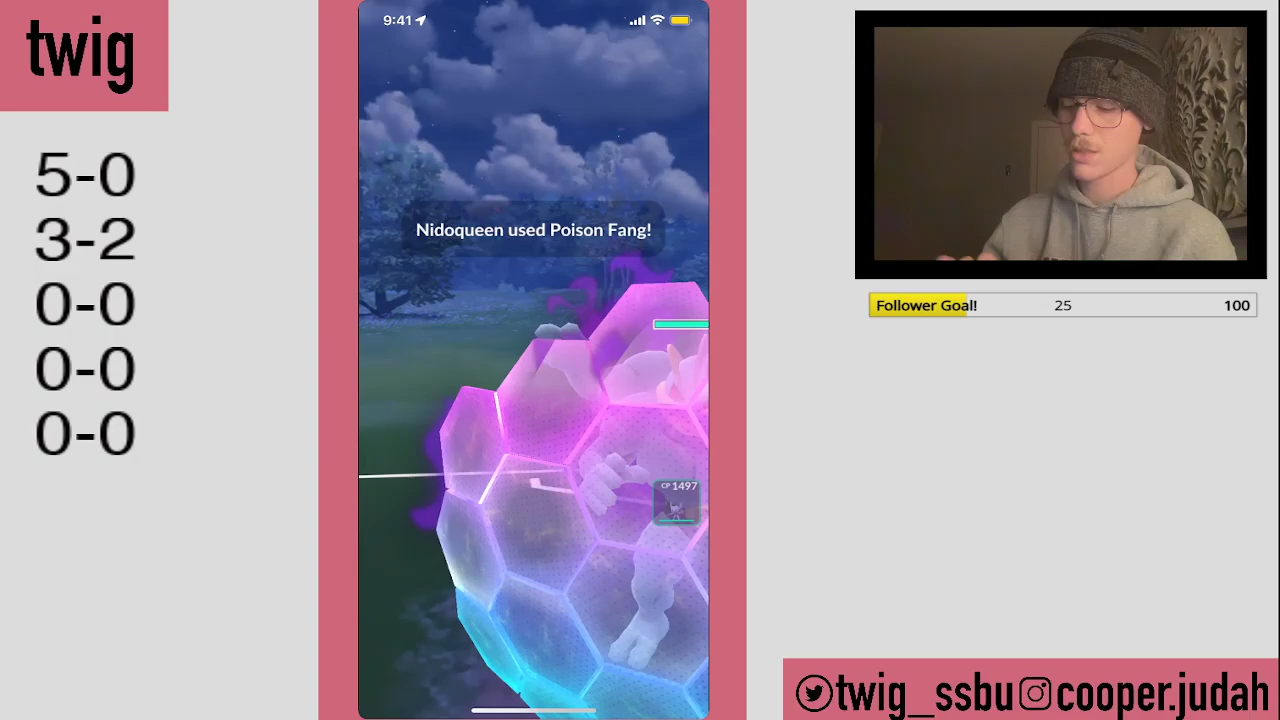 twig
5-0
3-2
0-0
0-0
0-0
9:41
Nidoqueen used Poison Fang!
CP 1497
Follower Goal! 25 100
twig_ssbu cooper.judah